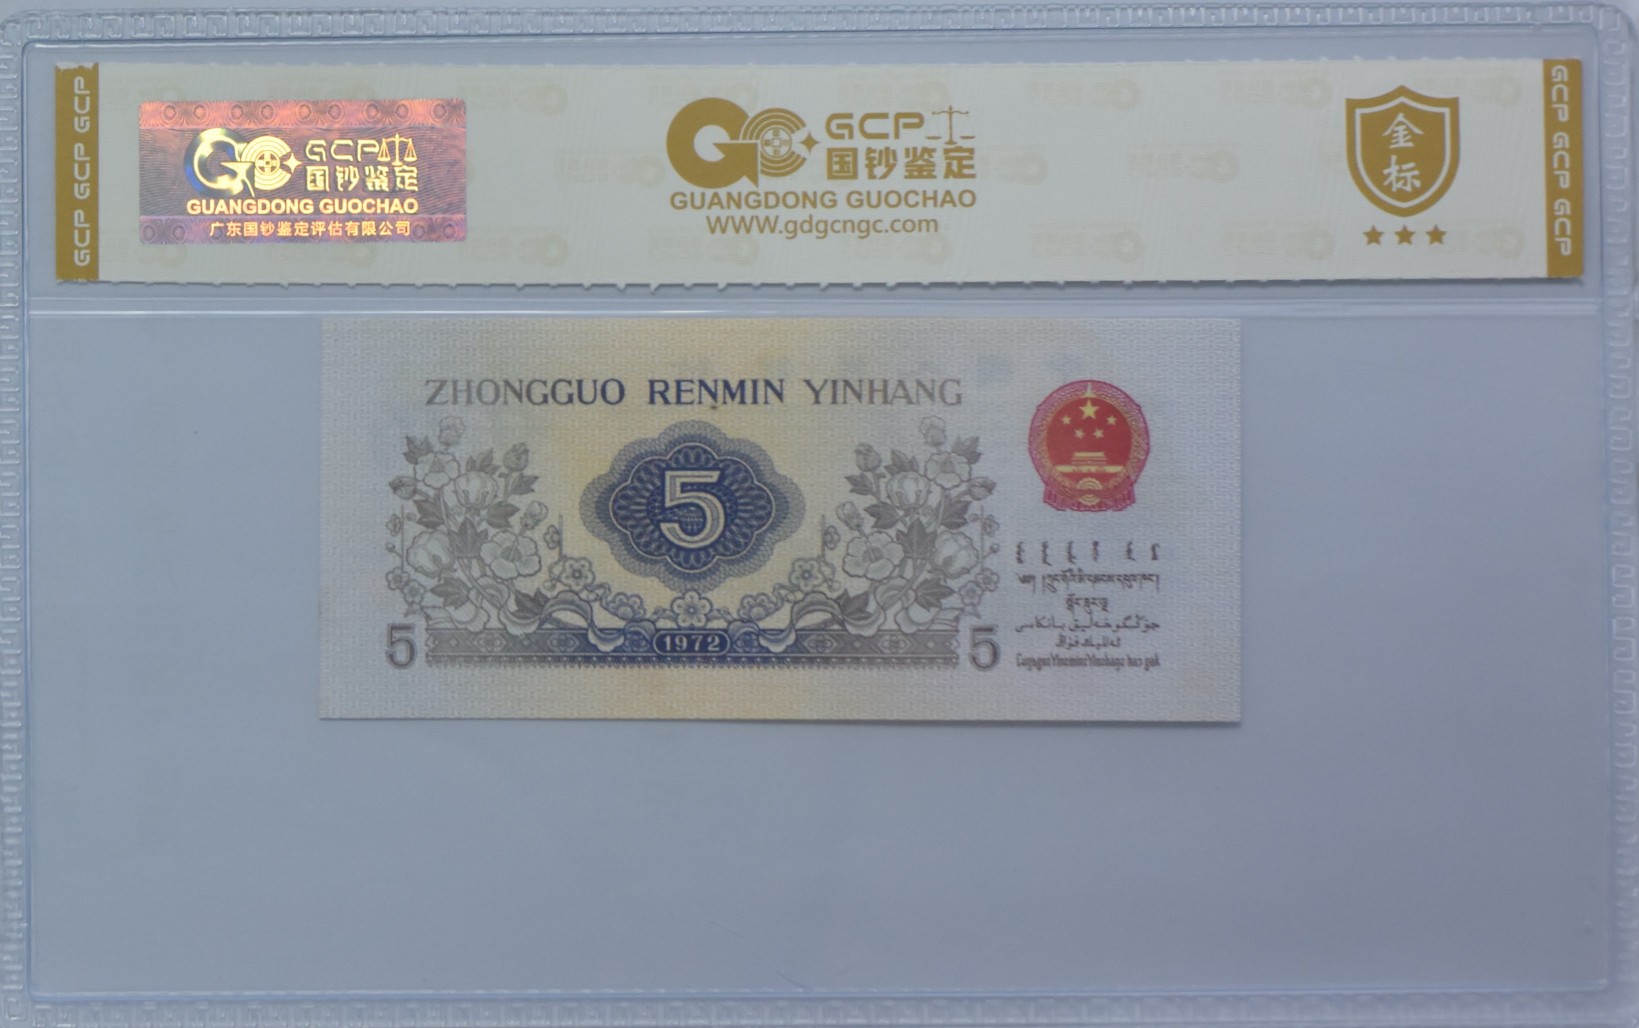 GCP GCP GCP
GCP
国钞鉴定
GUANGDONG GUOCHAO
广东国钞鉴定评估有限公司
GCP
国钞鉴定
GUANGDONG GUOCHAO
WWW.gdgcngc.com
金
标
GCP GCP GCP
ZHONGGUO RENMIN YINHANG
5
1972
5
5